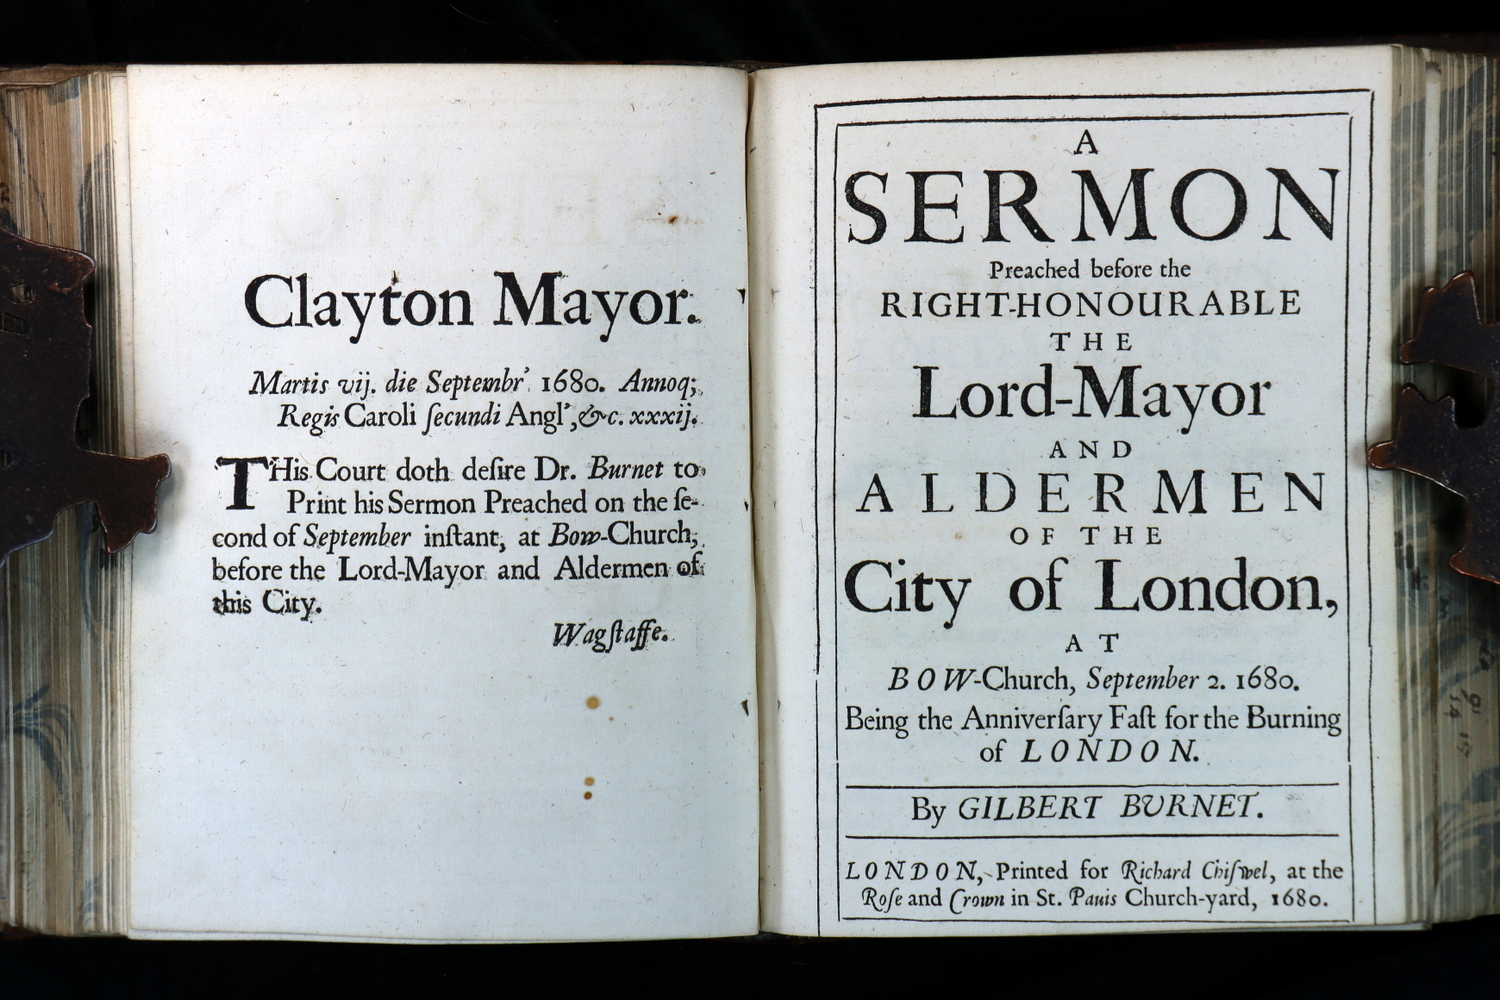 Clayton Mayor.
Martis vij. die Septembr' 1680. Annoq;
Regis Caroli ſecundi Angl', &c. xxxij.
THis Court doth deſire Dr. Burnet to
Print his Sermon Preached on the ſe-
cond of September inſtant, at Bow-Church,
before the Lord-Mayor and Aldermen of
this City.
Wagſtaffe.
A
SERMON
Preached before the
RIGHT-HONOURABLE
THE
Lord-Mayor
AND
ALDERMEN
OF THE
City of London,
AT
BOW-Church, September 2. 1680.
Being the Anniverſary Faſt for the Burning
of LONDON.
By GILBERT BURNET.
LONDON, Printed for Richard Chiſwel, at the
Roſe and Crown in St. Pauls Church-yard, 1680.